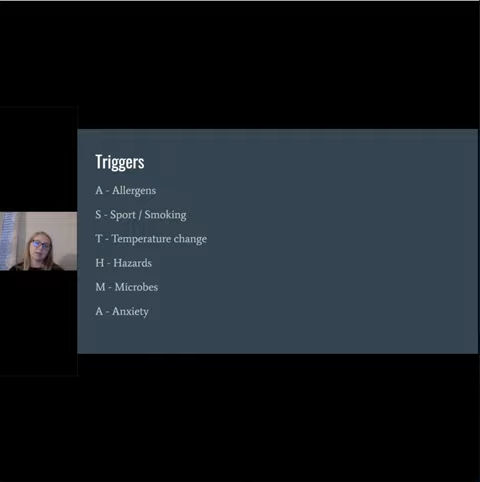 Triggers
A - Allergens
S - Sport / Smoking
T - Temperature change
H - Hazards
M - Microbes
A - Anxiety